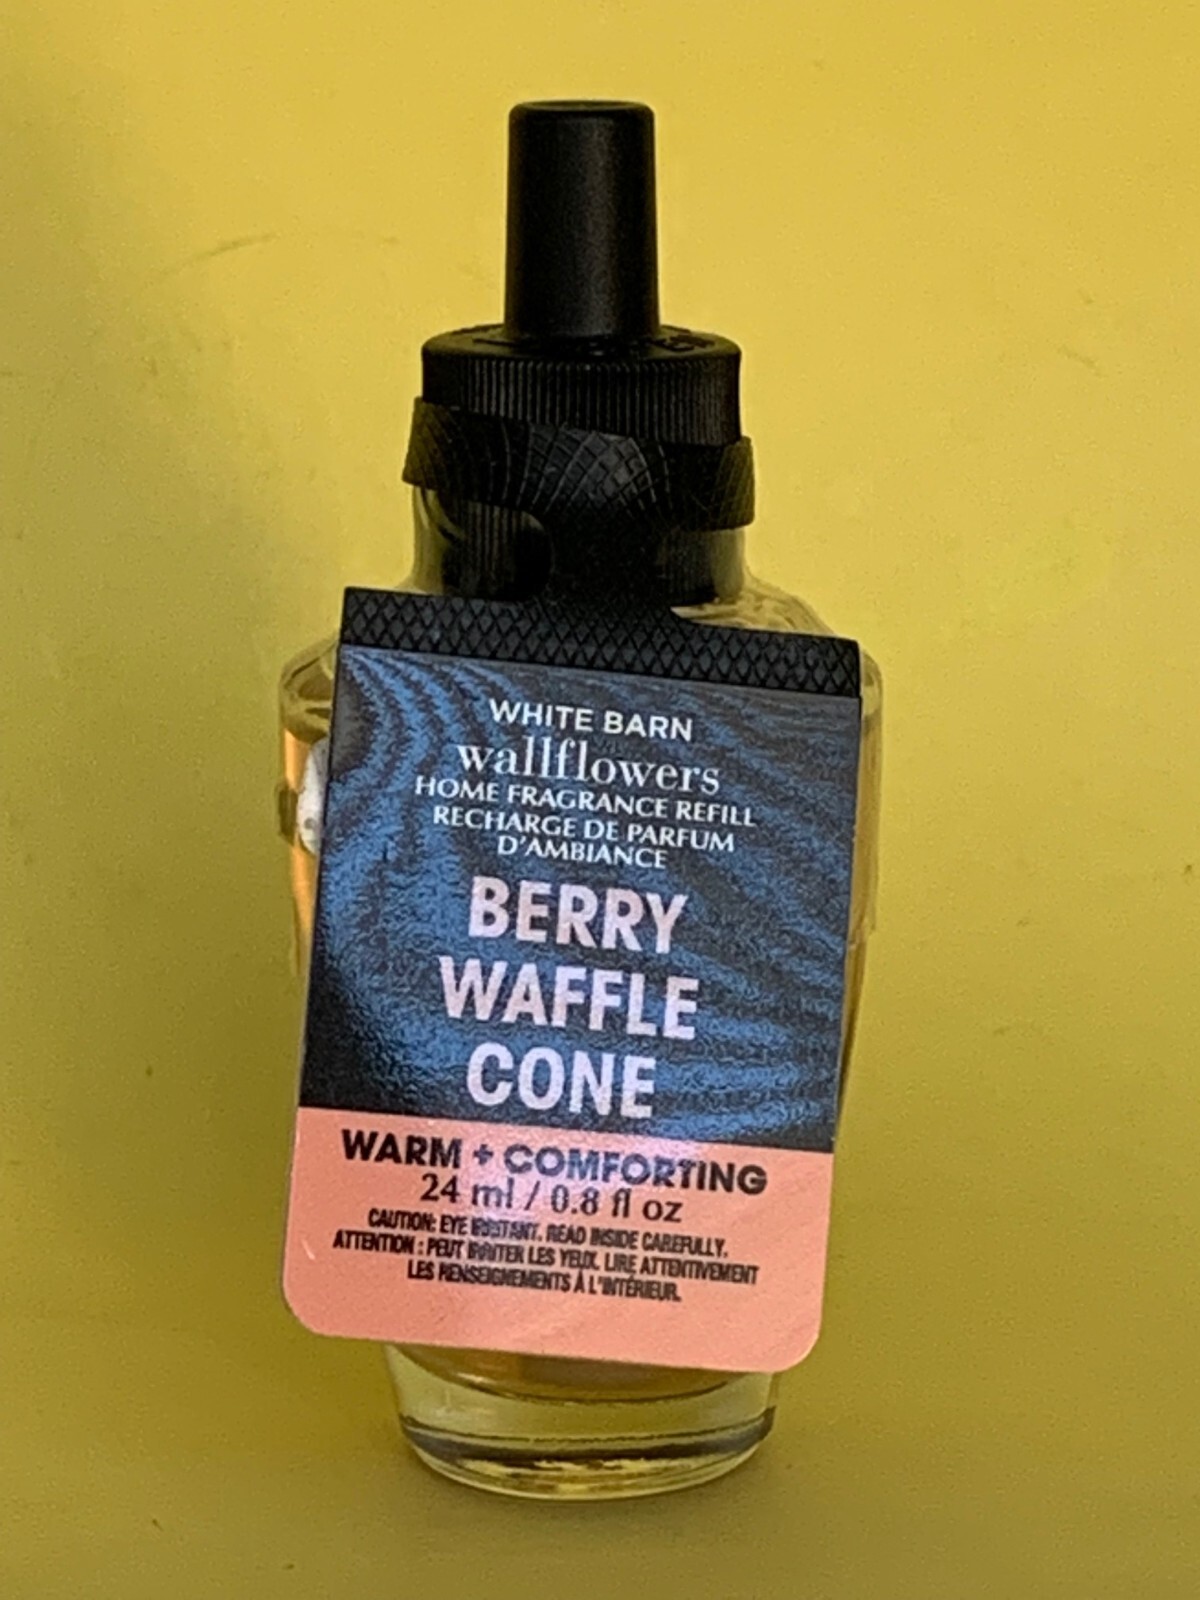 WHITE BARN
wallflowers
HOME FRAGRANCE REFILL
RECHARGE DE PARFUM
D'AMBIANCE
BERRY
WAFFLE
CONE
WARM + COMFORTING
24 ml / 0.8 fl oz
CAUTION: EYE IRRITANT. READ INSIDE CAREFULLY.
ATTENTION : PEUT IRRITER LES YEUX. LIRE ATTENTIVEMENT
LES RENSEIGNEMENTS À L'INTÉRIEUR.